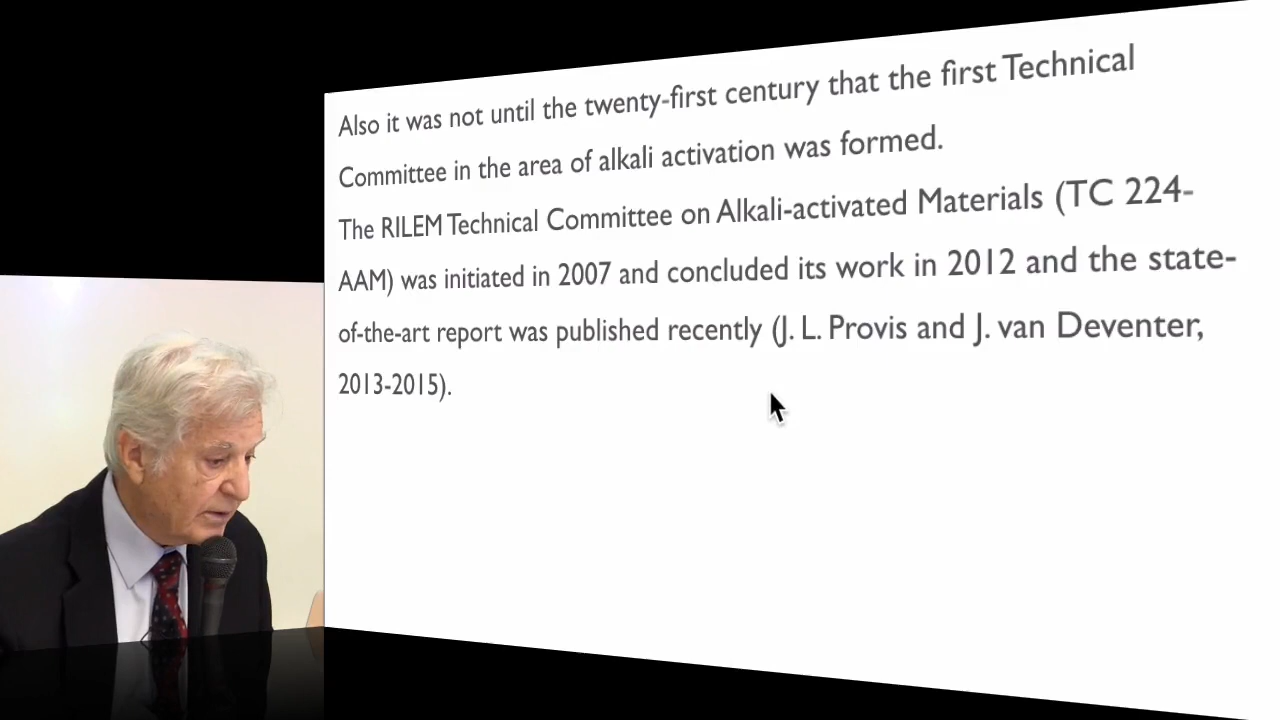 Also it was not until the twenty-first century that the first Technical
Committee in the area of alkali activation was formed.
The RILEM Technical Committee on Alkali-activated Materials (TC 224-
AAM) was initiated in 2007 and concluded its work in 2012 and the state-
of-the-art report was published recently (J. L. Provis and J. van Deventer,
2013-2015).